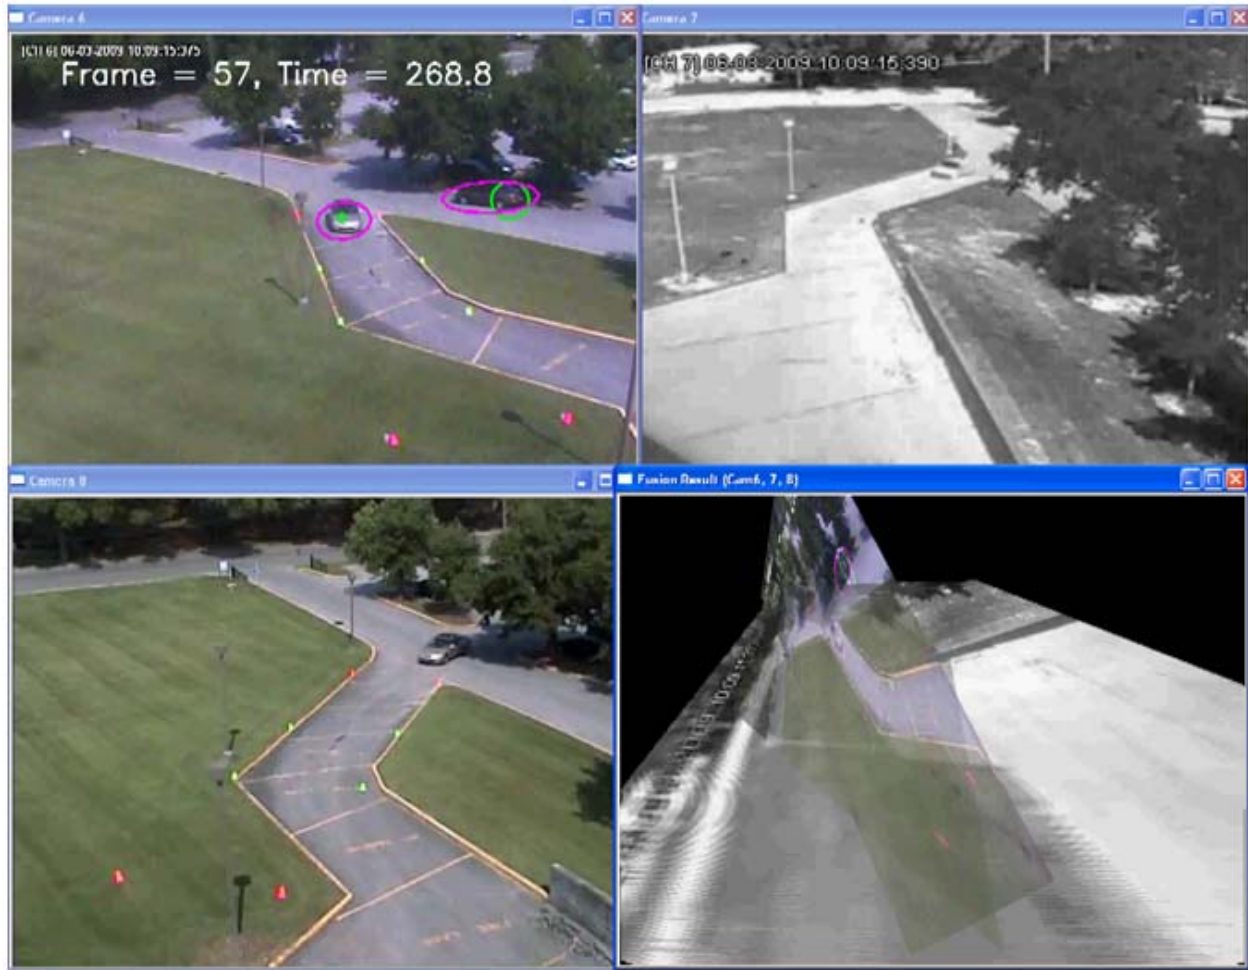 Camera 6
[CH 6] 06-03-2009 10:09:15:375
Frame = 57, Time = 268.8
Camera 7
[CH 7] 06-03-2009 10:09:15:390
Camera 8
Fusion Result (Cam6, 7, 8)